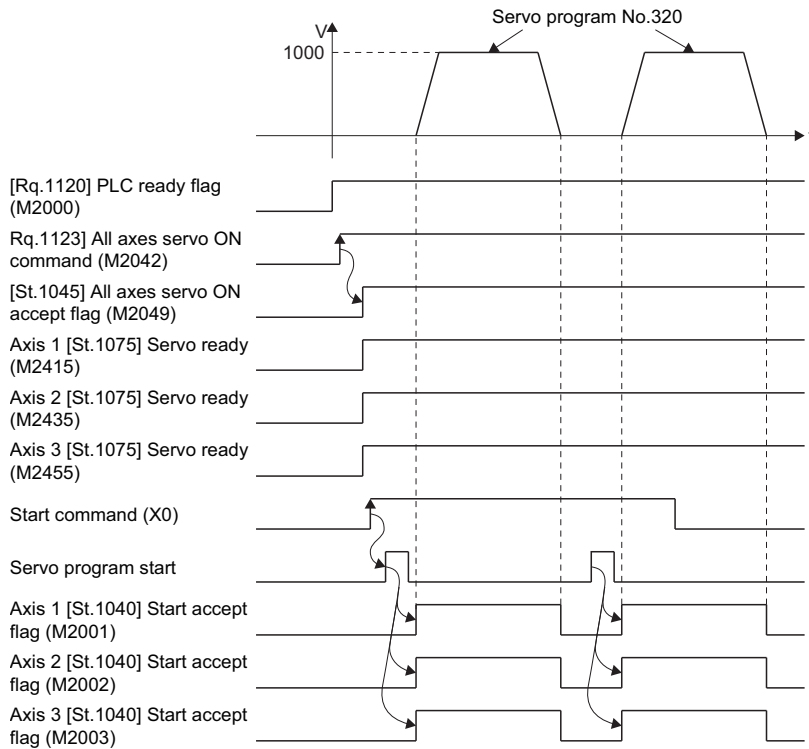 Servo program No.320
V
1000
[Rq.1120] PLC ready flag
(M2000)
Rq.1123] All axes servo ON
command (M2042)
[St.1045] All axes servo ON
accept flag (M2049)
Axis 1 [St.1075] Servo ready
(M2415)
Axis 2 [St.1075] Servo ready
(M2435)
Axis 3 [St.1075] Servo ready
(M2455)
Start command (X0)
Servo program start
Axis 1 [St.1040] Start accept
flag (M2001)
Axis 2 [St.1040] Start accept
flag (M2002)
Axis 3 [St.1040] Start accept
flag (M2003)